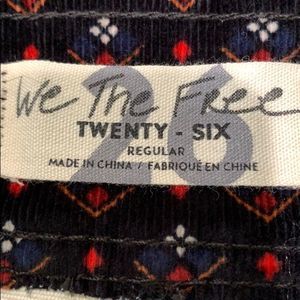 We The Free
26
TWENTY - SIX
REGULAR
MADE IN CHINA / FABRIQUÉ EN CHINE